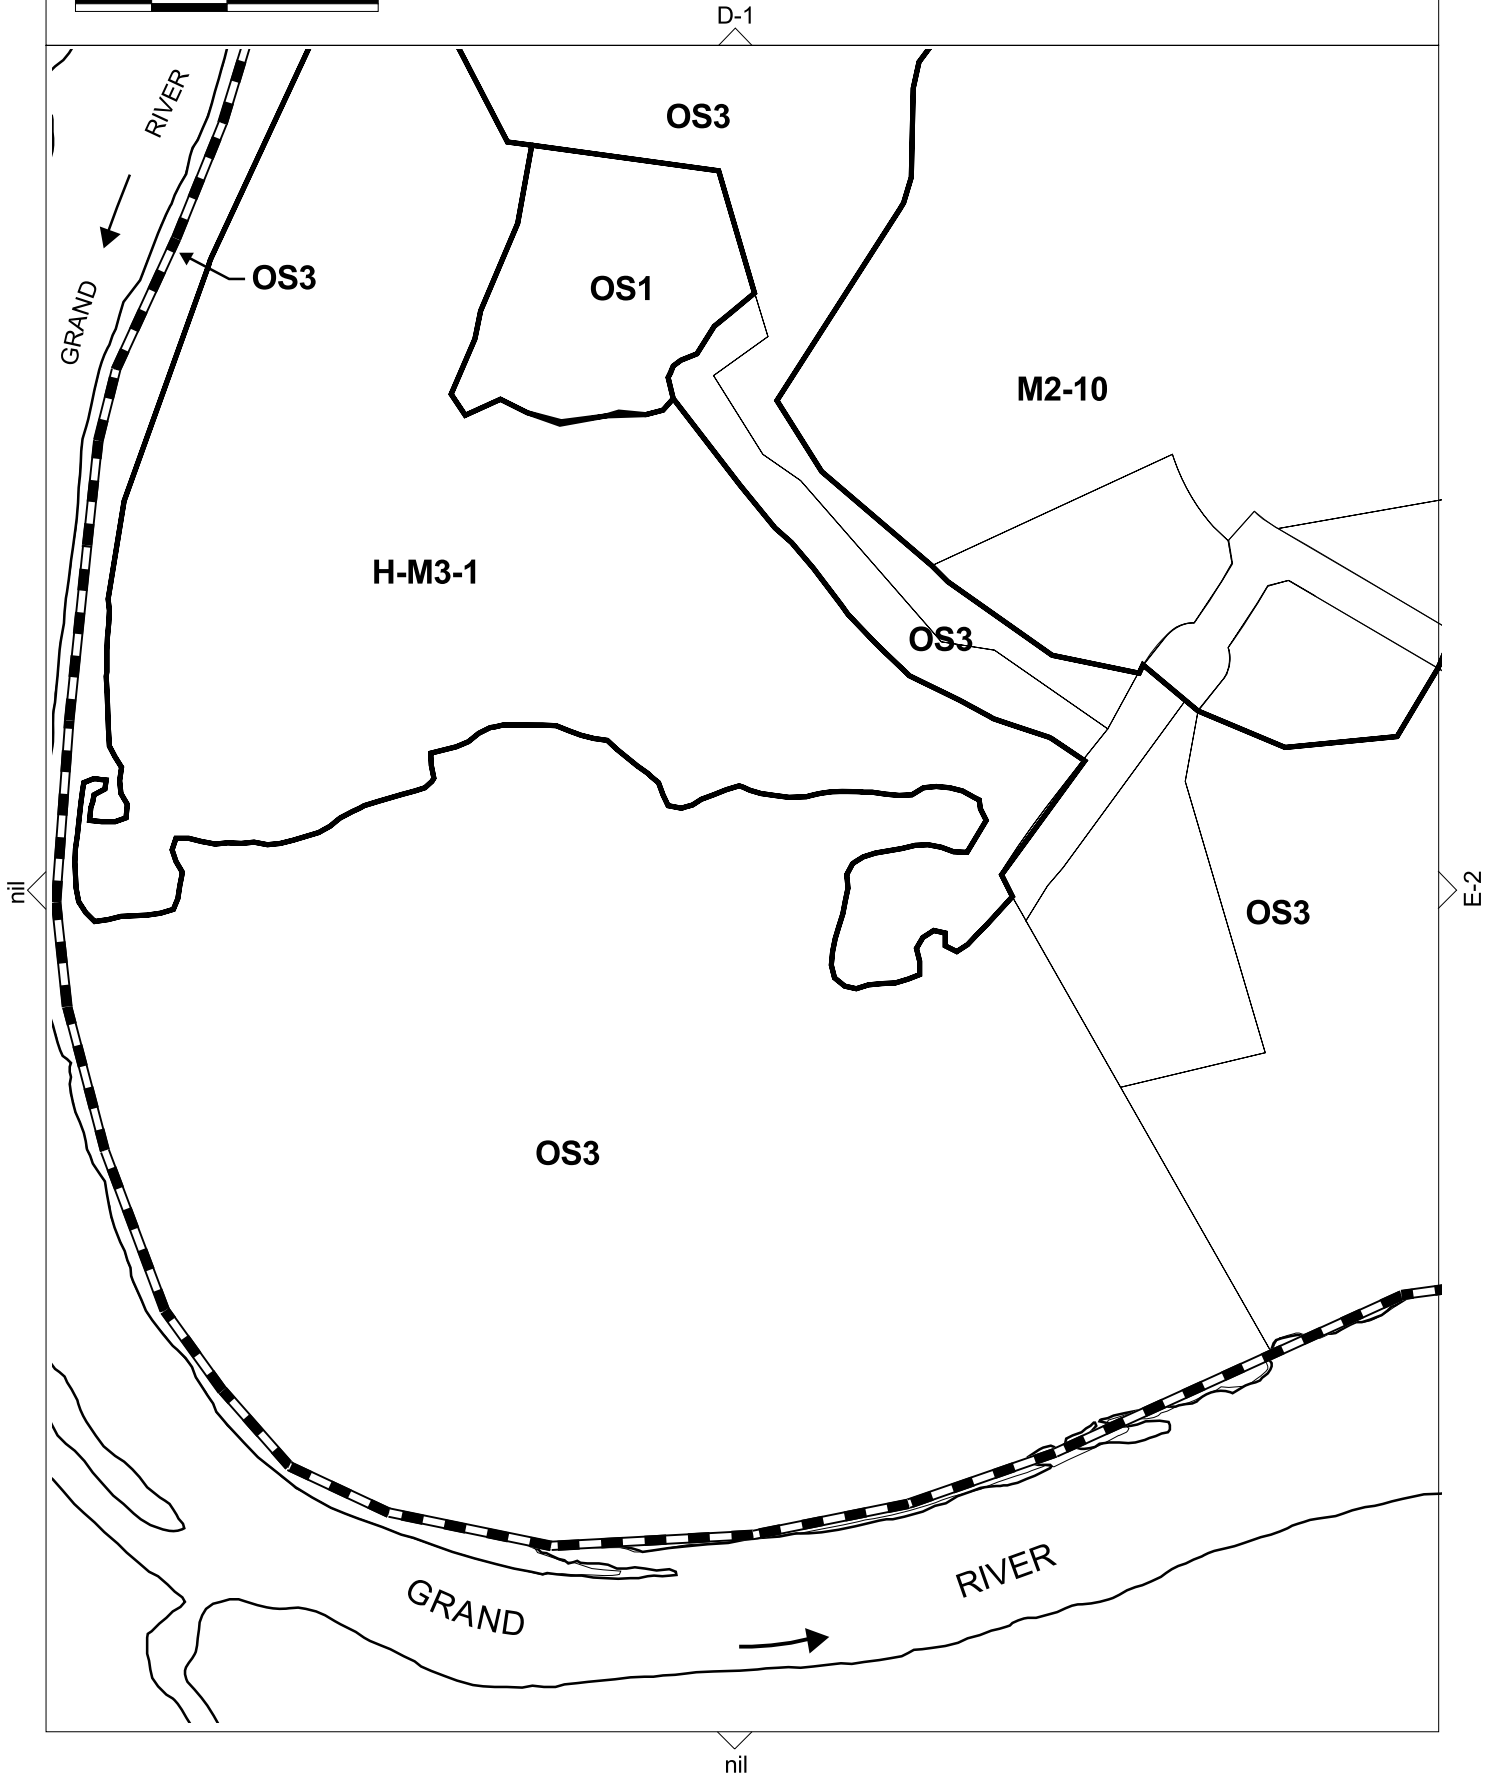 D-1
RIVER
OS3
OS3
GRAND
OS1
M2-10
H-M3-1
OS3
nil
E-2
OS3
OS3
RIVER
GRAND
nil